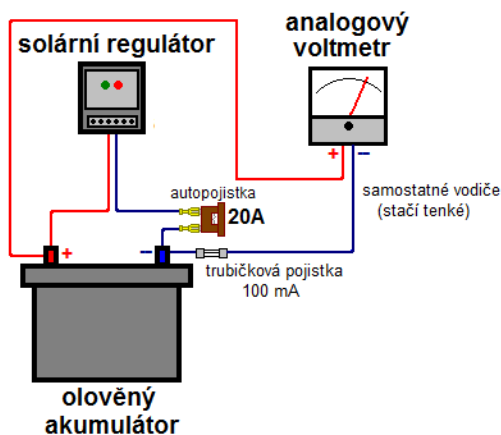 analogový
voltmetr
solární regulátor
+ −
autopojistka
20A
samostatné vodiče
(stačí tenké)
+ −
trubičková pojistka
100 mA
olověný
akumulátor